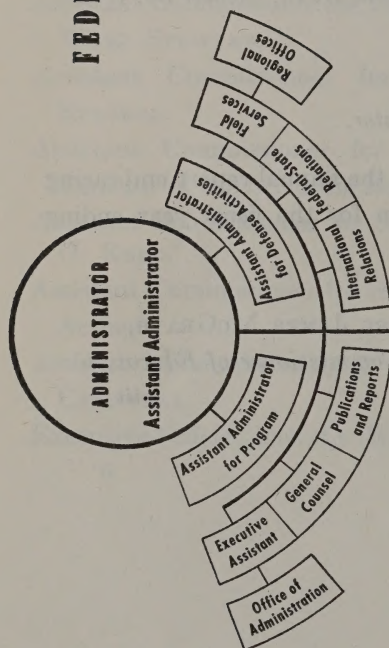 FEDE
ADMINISTRATOR
Assistant Administrator
Assistant Administrator
for Program
Assistant Administrator
for Defense Activities
Office of
Administration
Executive
Assistant
General
Counsel
Publications
and Reports
International
Relations
Federal-State
Relations
Field
Services
Regional
Offices